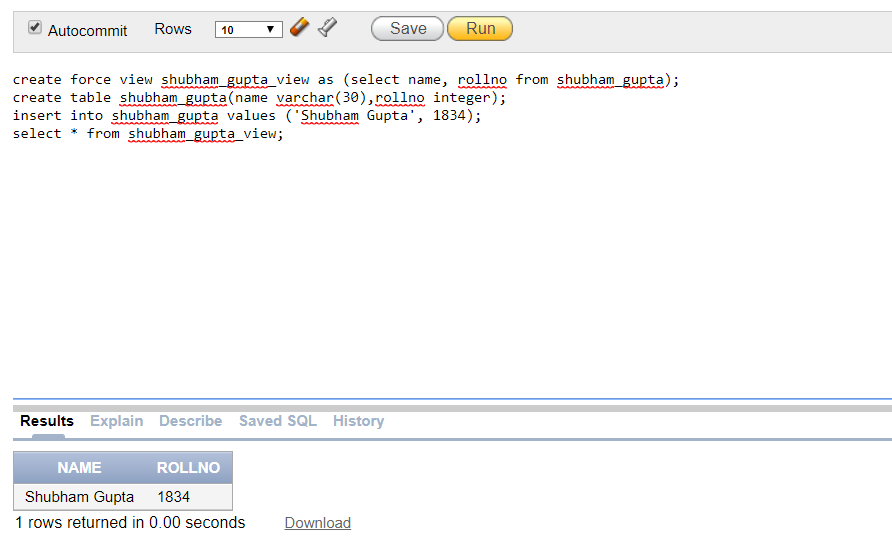 Autocommit Rows 10 Save Run
create force view shubham_gupta_view as (select name, rollno from shubham_gupta);
create table shubham_gupta(name varchar(30),rollno integer);
insert into shubham_gupta values ('Shubham Gupta', 1834);
select * from shubham_gupta_view;
Results Explain Describe Saved SQL History
NAME ROLLNO
Shubham Gupta 1834
1 rows returned in 0.00 seconds Download